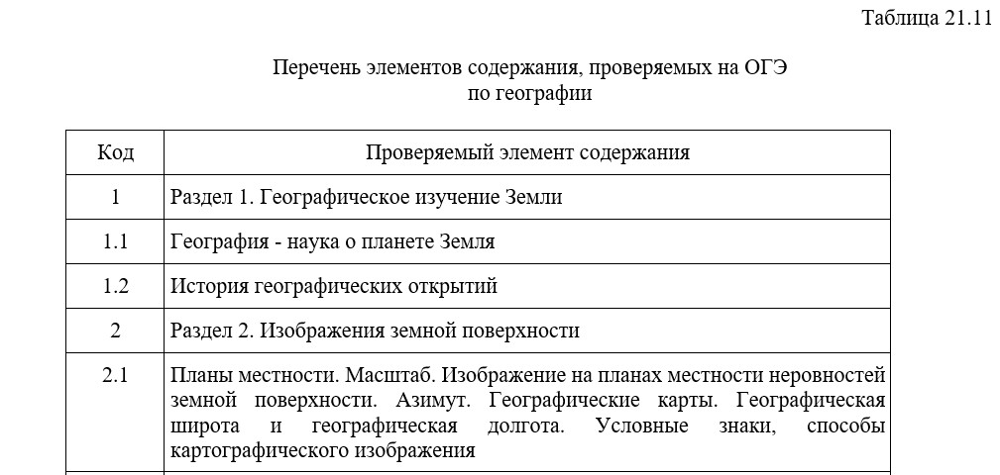 Таблица 21.11
Перечень элементов содержания, проверяемых на ОГЭ
по географии
Код Проверяемый элемент содержания
1 Раздел 1. Географическое изучение Земли
1.1 География - наука о планете Земля
1.2 История географических открытий
2 Раздел 2. Изображения земной поверхности
2.1 Планы местности. Масштаб. Изображение на планах местности неровностей
земной поверхности. Азимут. Географические карты. Географическая
широта и географическая долгота. Условные знаки, способы
картографического изображения